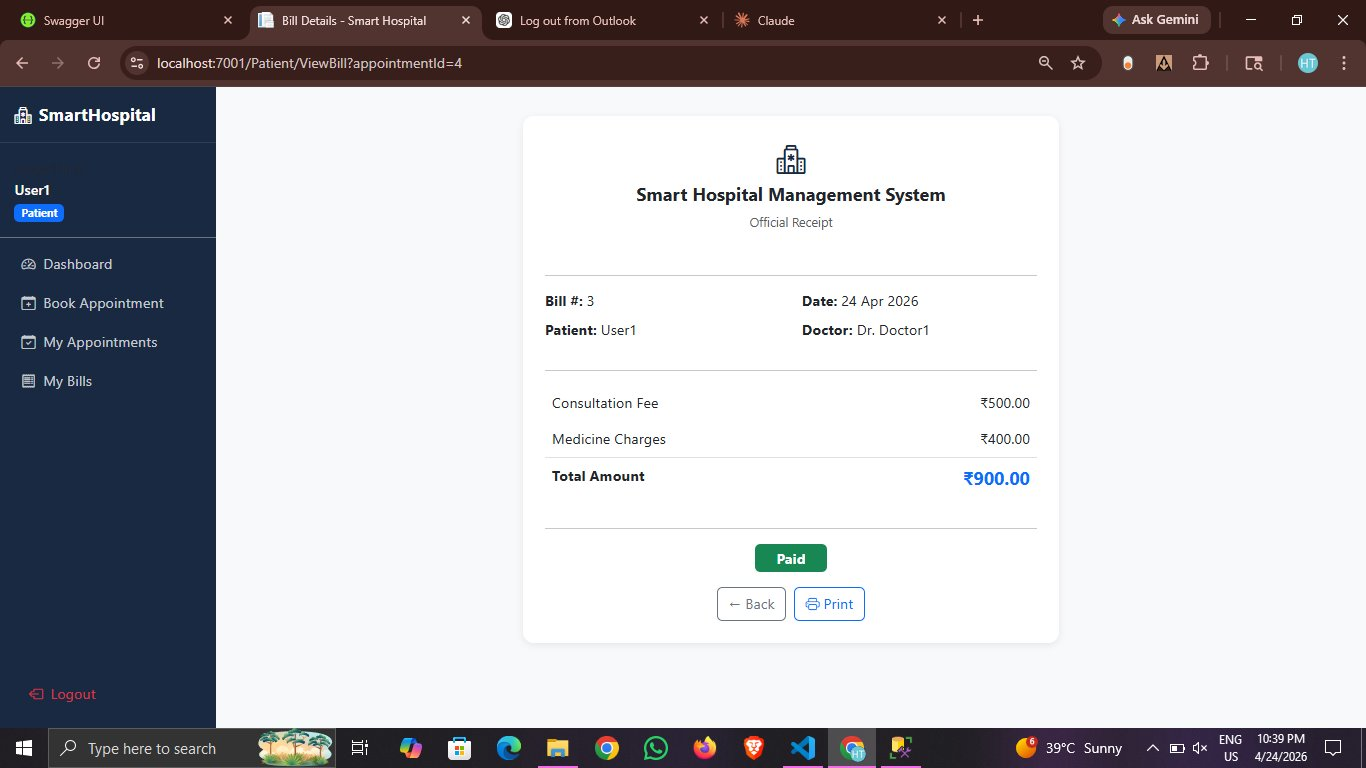 Swagger UI
Bill Details - Smart Hospital
Log out from Outlook
Claude
Ask Gemini
localhost:7001/Patient/ViewBill?appointmentId=4
HT
SmartHospital
User1
Patient
Dashboard
Book Appointment
My Appointments
My Bills
Logout
Smart Hospital Management System
Official Receipt
Bill #: 3 Date: 24 Apr 2026
Patient: User1 Doctor: Dr. Doctor1
Consultation Fee ₹500.00
Medicine Charges ₹400.00
Total Amount ₹900.00
Paid
← Back Print
Type here to search
HT
6
39°C Sunny
ENG
US
10:39 PM
4/24/2026